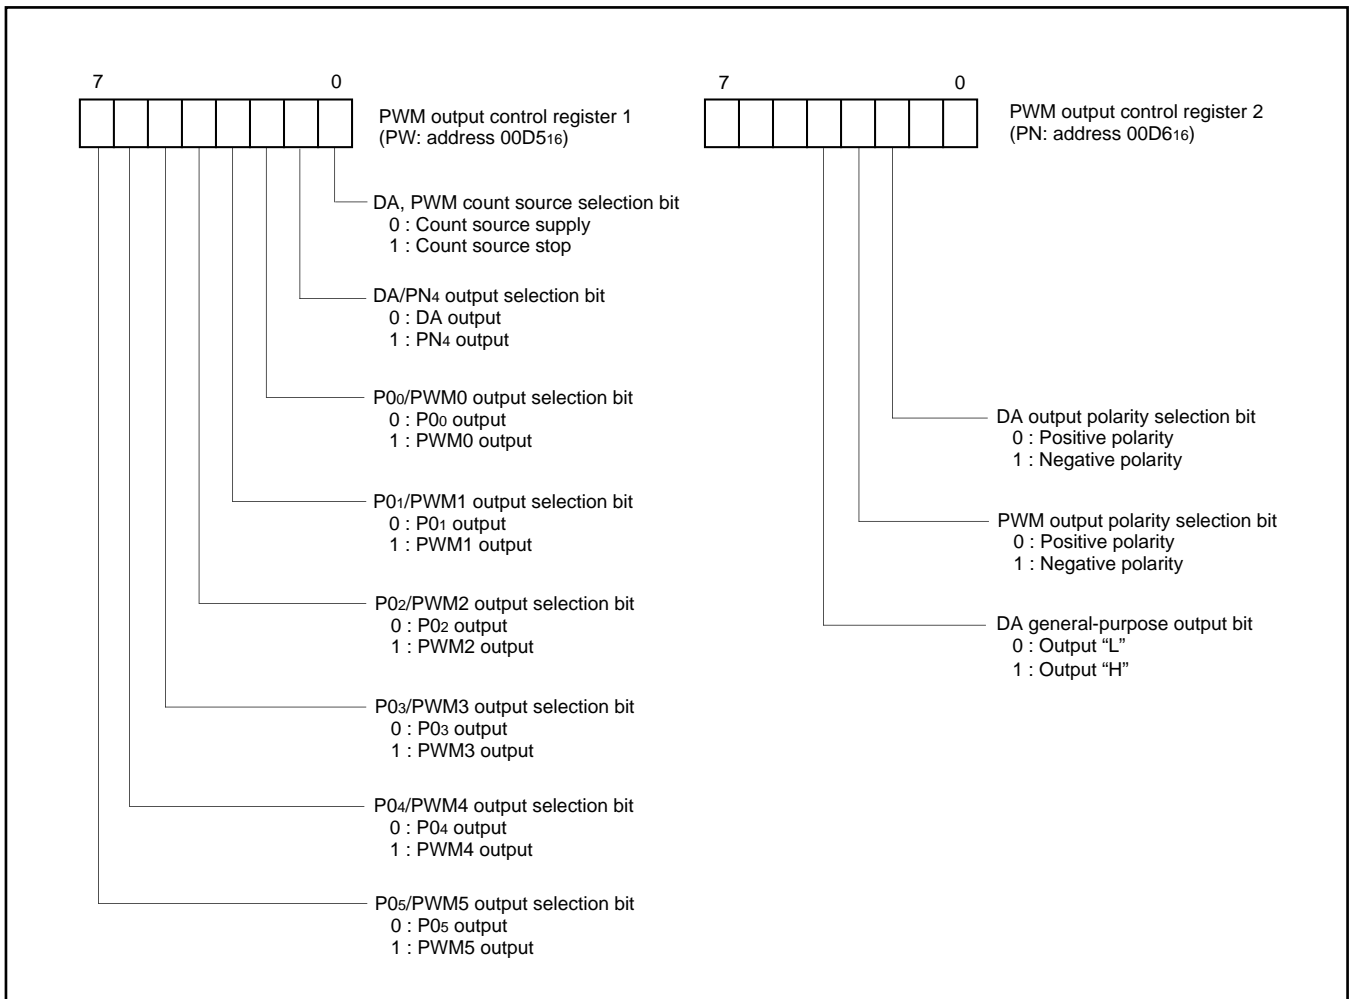 7 0
PWM output control register 1
(PW: address 00D516)
DA, PWM count source selection bit
0 : Count source supply
1 : Count source stop
DA/PN4 output selection bit
0 : DA output
1 : PN4 output
P00/PWM0 output selection bit
0 : P00 output
1 : PWM0 output
P01/PWM1 output selection bit
0 : P01 output
1 : PWM1 output
P02/PWM2 output selection bit
0 : P02 output
1 : PWM2 output
P03/PWM3 output selection bit
0 : P03 output
1 : PWM3 output
P04/PWM4 output selection bit
0 : P04 output
1 : PWM4 output
P05/PWM5 output selection bit
0 : P05 output
1 : PWM5 output
7 0
PWM output control register 2
(PN: address 00D616)
DA output polarity selection bit
0 : Positive polarity
1 : Negative polarity
PWM output polarity selection bit
0 : Positive polarity
1 : Negative polarity
DA general-purpose output bit
0 : Output “L”
1 : Output “H”